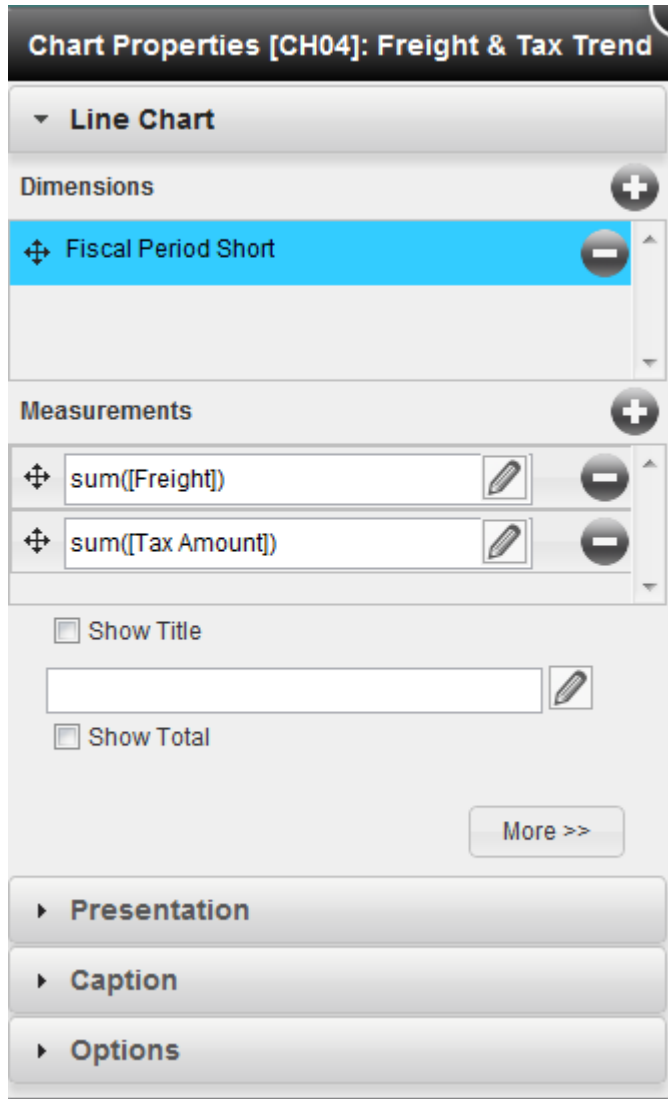 Chart Properties [CH04]: Freight & Tax Trend
Line Chart
Dimensions
Fiscal Period Short
Measurements
sum([Freight])
sum([Tax Amount])
Show Title
Show Total
More >>
Presentation
Caption
Options